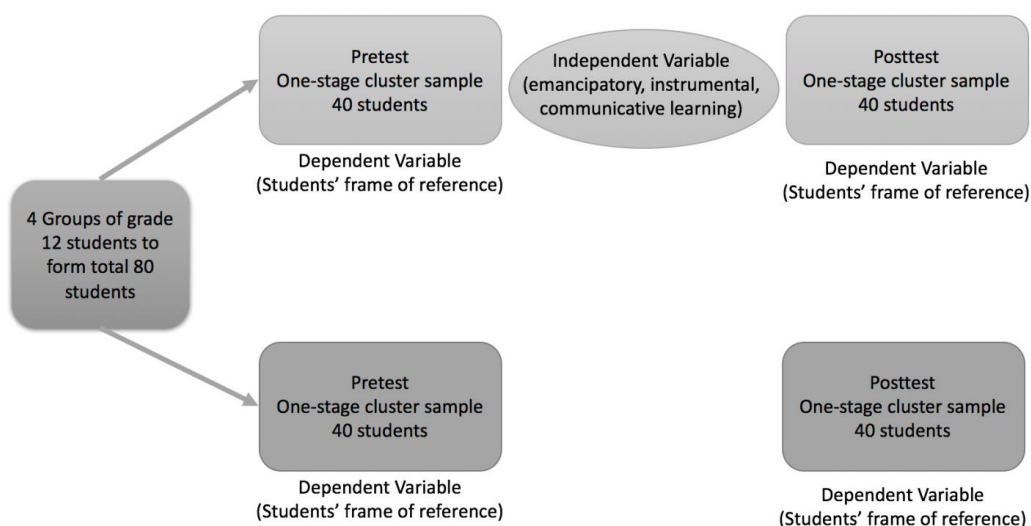 Pretest
One-stage cluster sample
40 students
Independent Variable
(emancipatory, instrumental,
communicative learning)
Posttest
One-stage cluster sample
40 students
Dependent Variable
(Students’ frame of reference)
Dependent Variable
(Students’ frame of reference)
4 Groups of grade
12 students to
form total 80
students
Pretest
One-stage cluster sample
40 students
Posttest
One-stage cluster sample
40 students
Dependent Variable
(Students’ frame of reference)
Dependent Variable
(Students’ frame of reference)